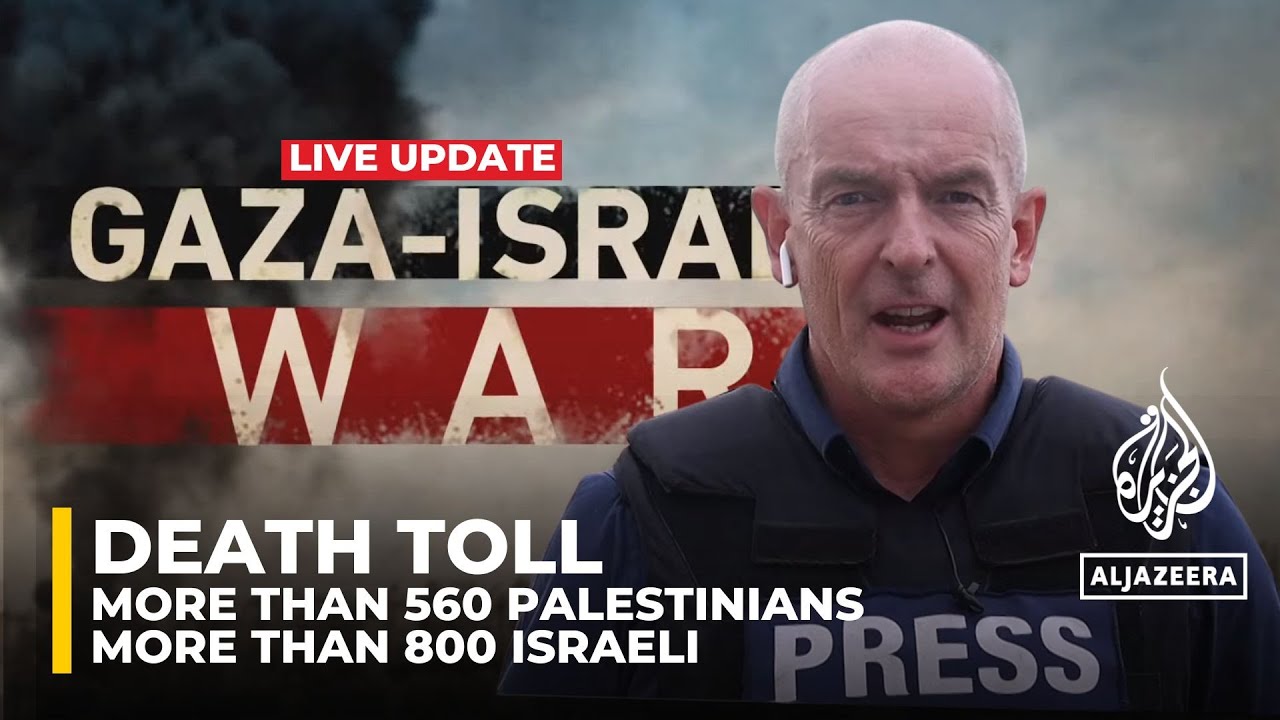 LIVE UPDATE
GAZA-ISRA
WAR
DEATH TOLL
MORE THAN 560 PALESTINIANS
MORE THAN 800 ISRAELI
PRESS
الجزيرة
ALJAZEERA